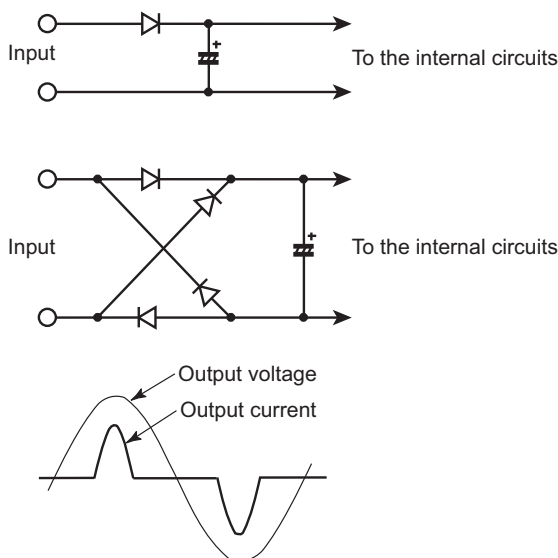 Input
+
To the internal circuits
Input
+
To the internal circuits
Output voltage
Output current